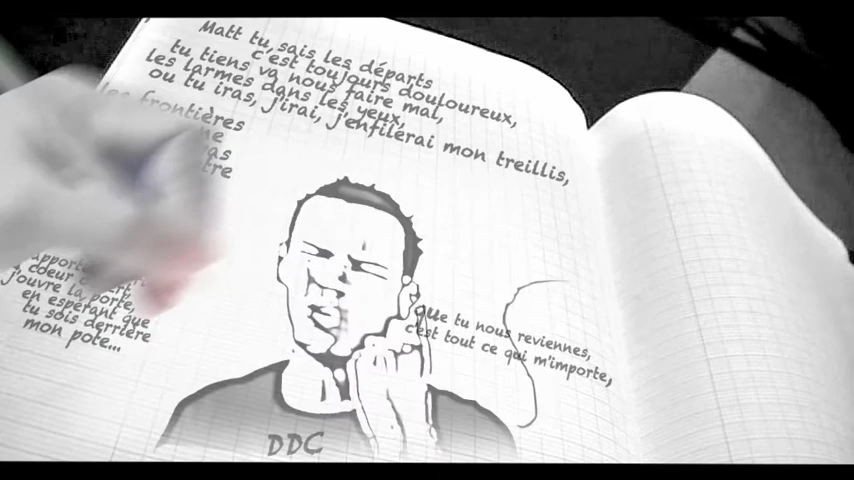 Matt tu sais les départs
c'est toujours douloureux,
tu tiens va nous faire mal,
les larmes dans les yeux,
ou tu iras, j'irai, j'enfilerai mon treillis,
les frontières
coeur
j'ouvre la porte,
en espérant que
tu sois derrière
mon pote...
que tu nous reviennes,
c'est tout ce qui m'importe,
DDC